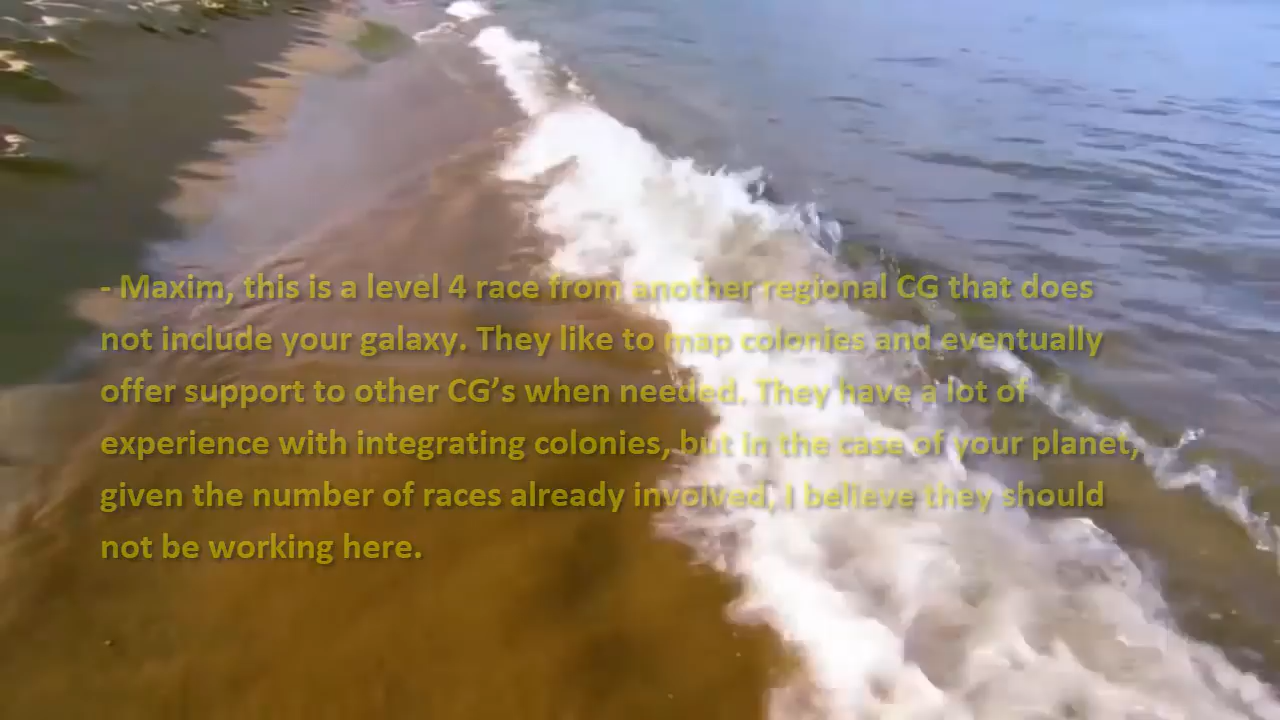 - Maxim, this is a level 4 race from another regional CG that does
not include your galaxy. They like to map colonies and eventually
offer support to other CG’s when needed. They have a lot of
experience with integrating colonies, but in the case of your planet,
given the number of races already involved, I believe they should
not be working here.